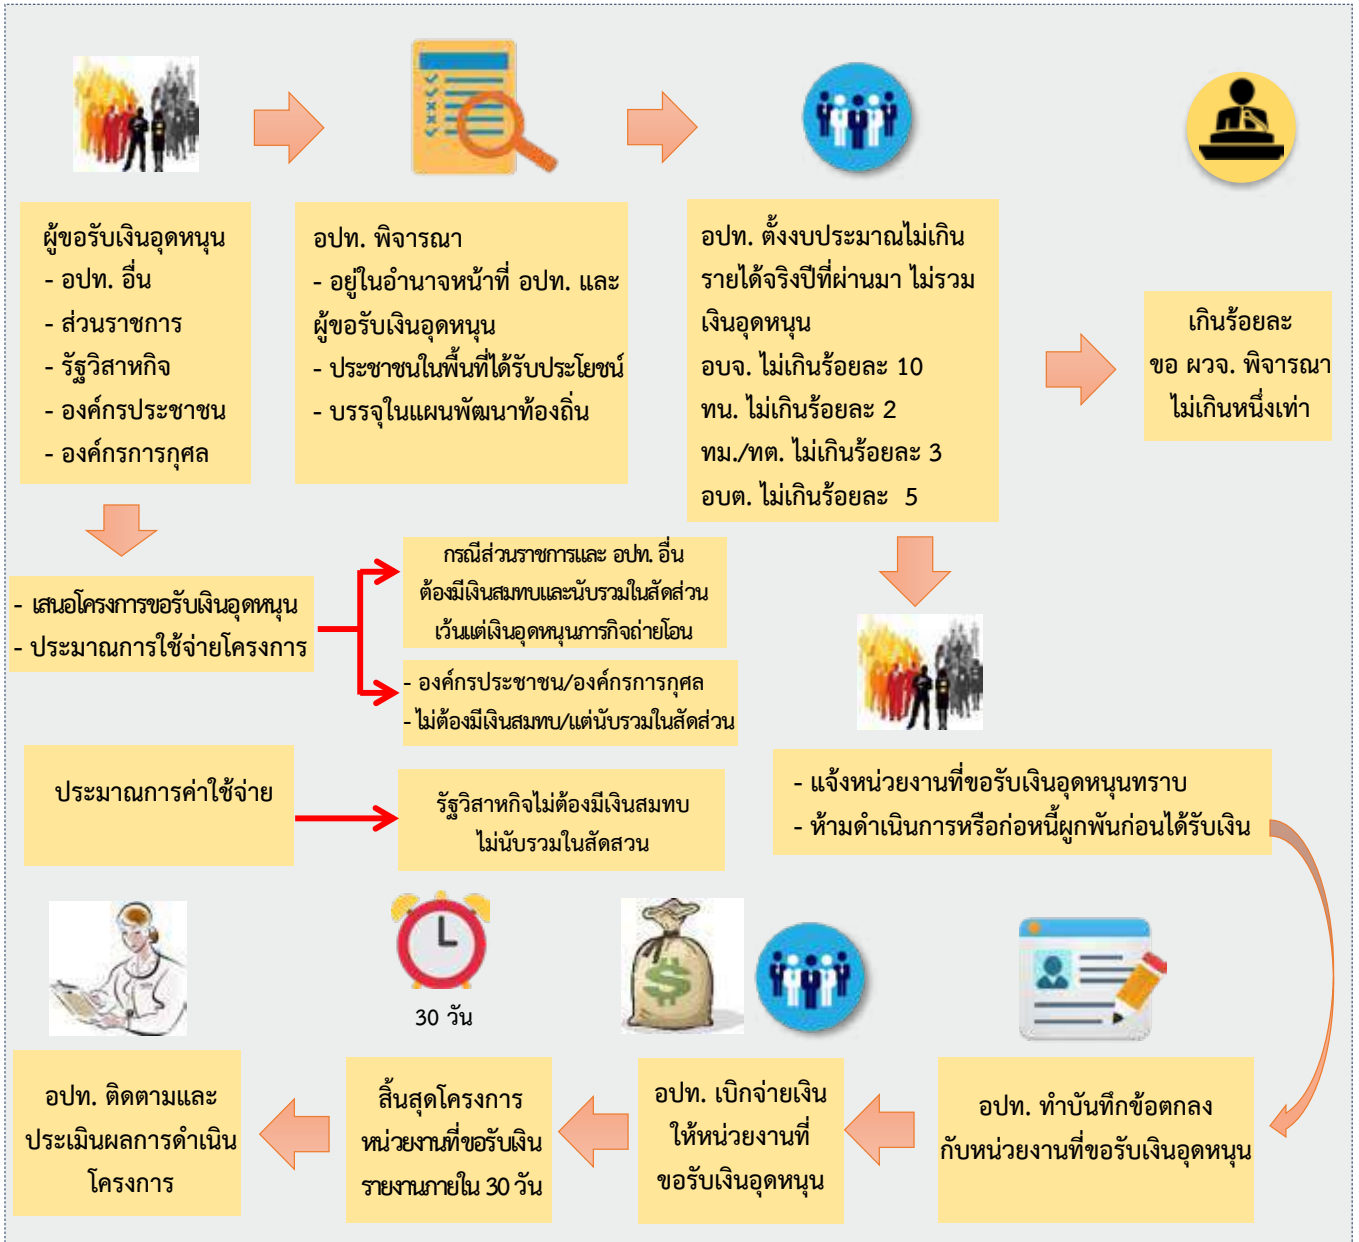 ผู้ขอรับเงินอุดหนุน
- อปท. อื่น
- ส่วนราชการ
- รัฐวิสาหกิจ
- องค์กรประชาชน
- องค์กรการกุศล
อปท. พิจารณา
- อยู่ในอำนาจหน้าที่ อปท. และ
ผู้ขอรับเงินอุดหนุน
- ประชาชนในพื้นที่ได้รับประโยชน์
- บรรจุในแผนพัฒนาท้องถิ่น
อปท. ตั้งงบประมาณไม่เกิน
รายได้จริงปีที่ผ่านมา ไม่รวม
เงินอุดหนุน
อบจ. ไม่เกินร้อยละ 10
ทน. ไม่เกินร้อยละ 2
ทม./ทต. ไม่เกินร้อยละ 3
อบต. ไม่เกินร้อยละ 5
เกินร้อยละ
ขอ ผวจ. พิจารณา
ไม่เกินหนึ่งเท่า
- เสนอโครงการขอรับเงินอุดหนุน
- ประมาณการใช้จ่ายโครงการ
กรณีส่วนราชการและ อปท. อื่น
ต้องมีเงินสมทบและนับรวมในสัดส่วน
เว้นแต่เงินอุดหนุนภารกิจถ่ายโอน
- องค์กรประชาชน/องค์กรการกุศล
- ไม่ต้องมีเงินสมทบ/แต่นับรวมในสัดส่วน
ประมาณการค่าใช้จ่าย
รัฐวิสาหกิจไม่ต้องมีเงินสมทบ
ไม่นับรวมในสัดสวน
- แจ้งหน่วยงานที่ขอรับเงินอุดหนุนทราบ
- ห้ามดำเนินการหรือก่อหนี้ผูกพันก่อนได้รับเงิน
30 วัน
อปท. ติดตามและ
ประเมินผลการดำเนิน
โครงการ
สิ้นสุดโครงการ
หน่วยงานที่ขอรับเงิน
รายงานภายใน 30 วัน
อปท. เบิกจ่ายเงิน
ให้หน่วยงานที่
ขอรับเงินอุดหนุน
อปท. ทำบันทึกข้อตกลง
กับหน่วยงานที่ขอรับเงินอุดหนุน